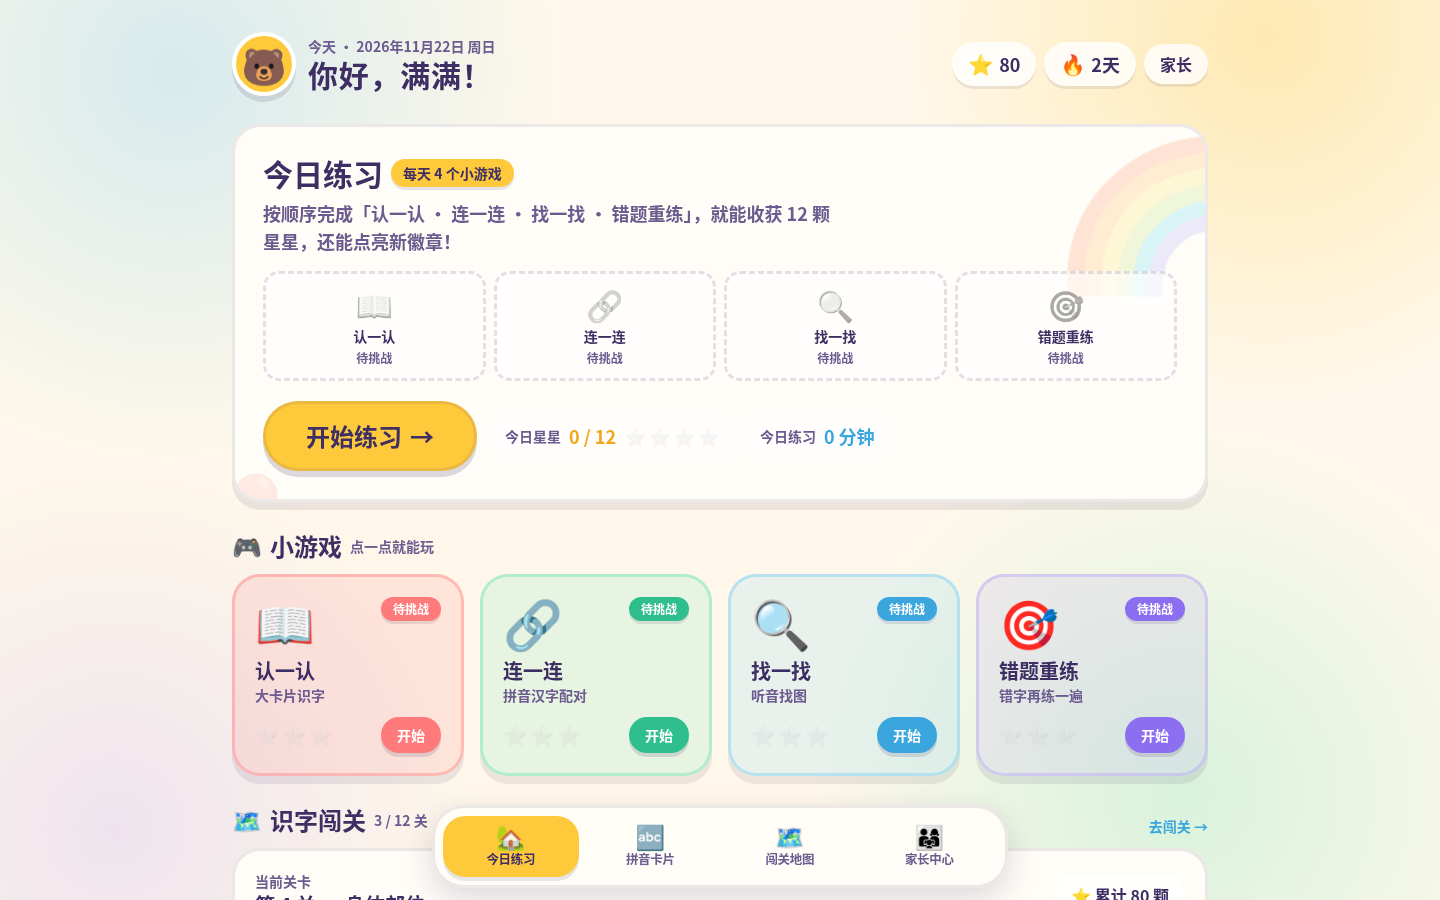 今天 · 2026年11月22日 周日
你好，满满！
80
2天
家长
今日练习
每天 4 个小游戏
按顺序完成「认一认 · 连一连 · 找一找 · 错题重练」，就能收获 12 颗
星星，还能点亮新徽章！
认一认
待挑战
连一连
待挑战
找一找
待挑战
错题重练
待挑战
开始练习 →
今日星星 0 / 12
今日练习 0 分钟
小游戏 点一点就能玩
待挑战
认一认
大卡片识字
开始
待挑战
连一连
拼音汉字配对
开始
待挑战
找一找
听音找图
开始
待挑战
错题重练
错字再练一遍
开始
识字闯关 3 / 12 关
去闯关 →
当前关卡
累计 80 颗
今日练习
abc
拼音卡片
闯关地图
家长中心